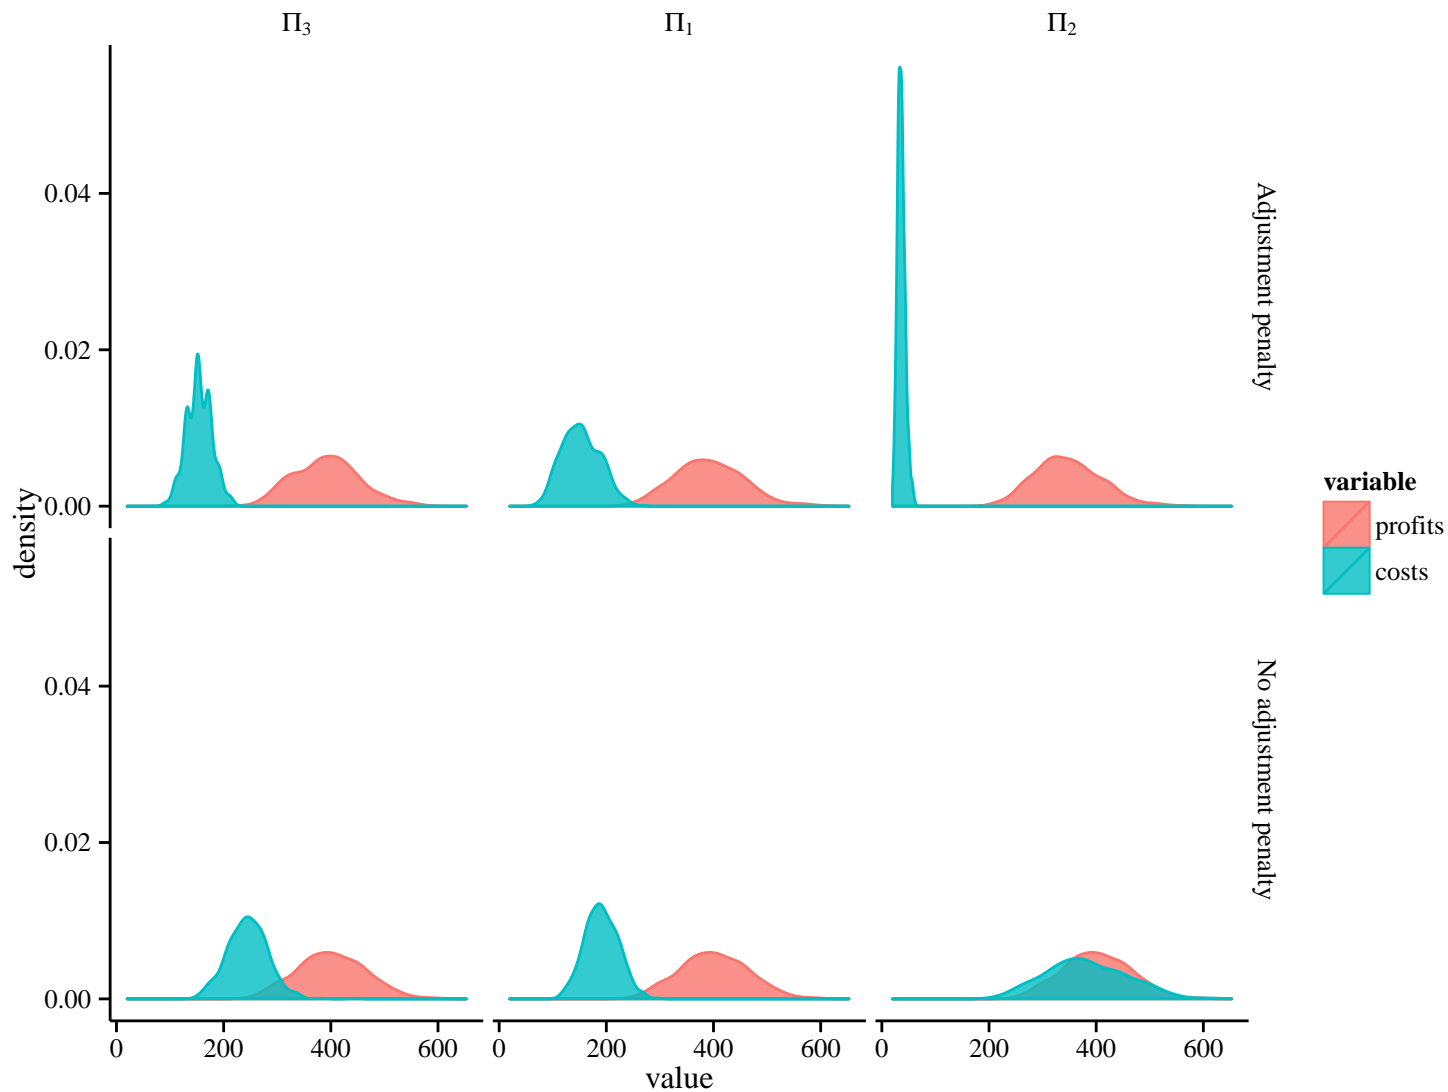 Π3 Π1 Π2
0.04
0.02
0.00
Adjustment penalty
density
0.04
0.02
0.00
No adjustment penalty
0 200 400 600 0 200 400 600 0 200 400 600
value
variable
profits
costs